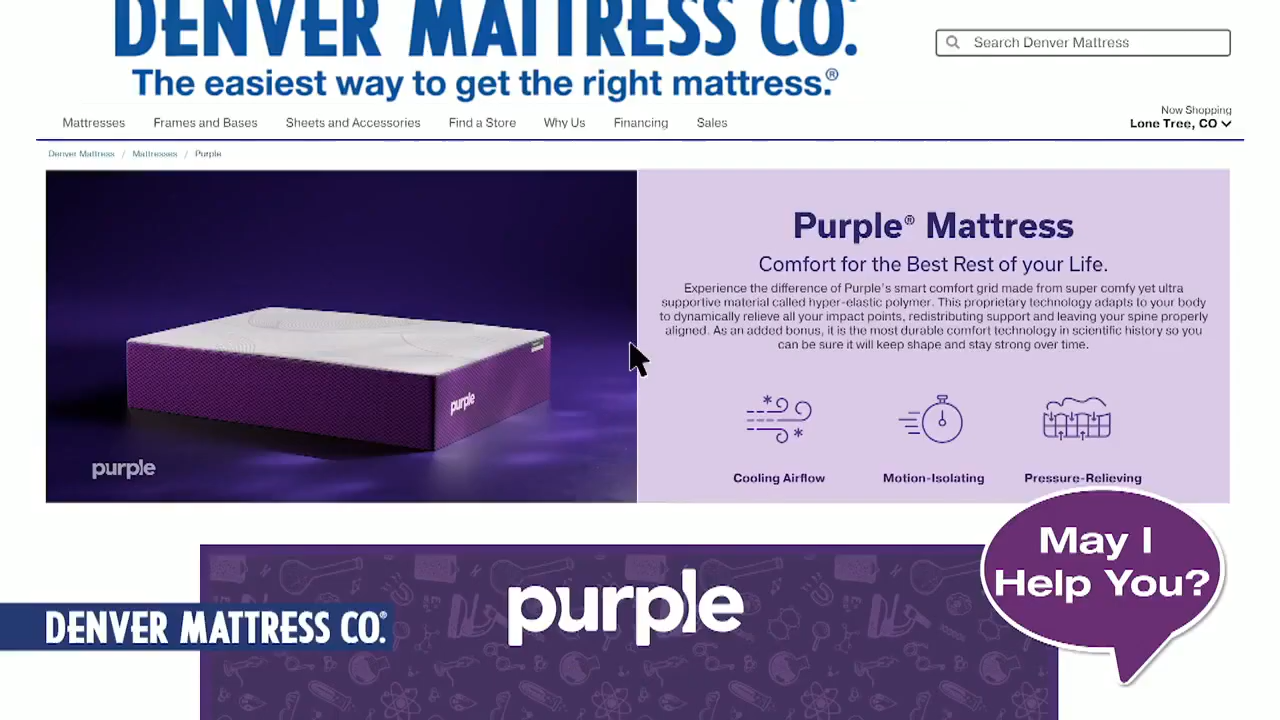 DENVER MATTRESS CO.®
The easiest way to get the right mattress.®
Search Denver Mattress
Now Shopping
Lone Tree, CO
Mattresses Frames and Bases Sheets and Accessories Find a Store Why Us Financing Sales
Denver Mattress / Mattresses / Purple
purple
purple
Purple® Mattress
Comfort for the Best Rest of your Life.
Experience the difference of Purple's smart comfort grid made from super comfy yet ultra
supportive material called hyper-elastic polymer. This proprietary technology adapts to your body
to dynamically relieve all your impact points, redistributing support and leaving your spine properly
aligned. As an added bonus, it is the most durable comfort technology in scientific history so you
can be sure it will keep shape and stay strong over time.
Cooling Airflow Motion-Isolating Pressure-Relieving
May I
Help You?
purple
DENVER MATTRESS CO.®